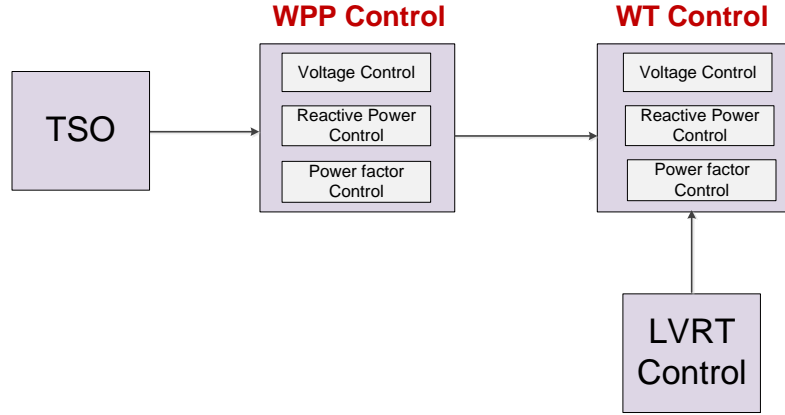 WPP Control
WT Control
TSO
Voltage Control
Reactive Power
Control
Power factor
Control
Voltage Control
Reactive Power
Control
Power factor
Control
LVRT
Control